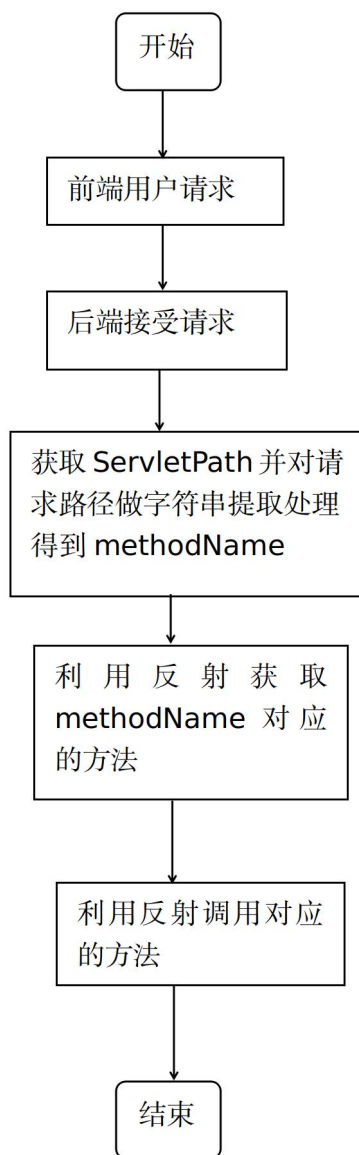 开始
前端用户请求
后端接受请求
获取 ServletPath 并对请
求路径做字符串提取处理
得到 methodName
利用反射获取
methodName 对应
的方法
利用反射调用对应
的方法
结束